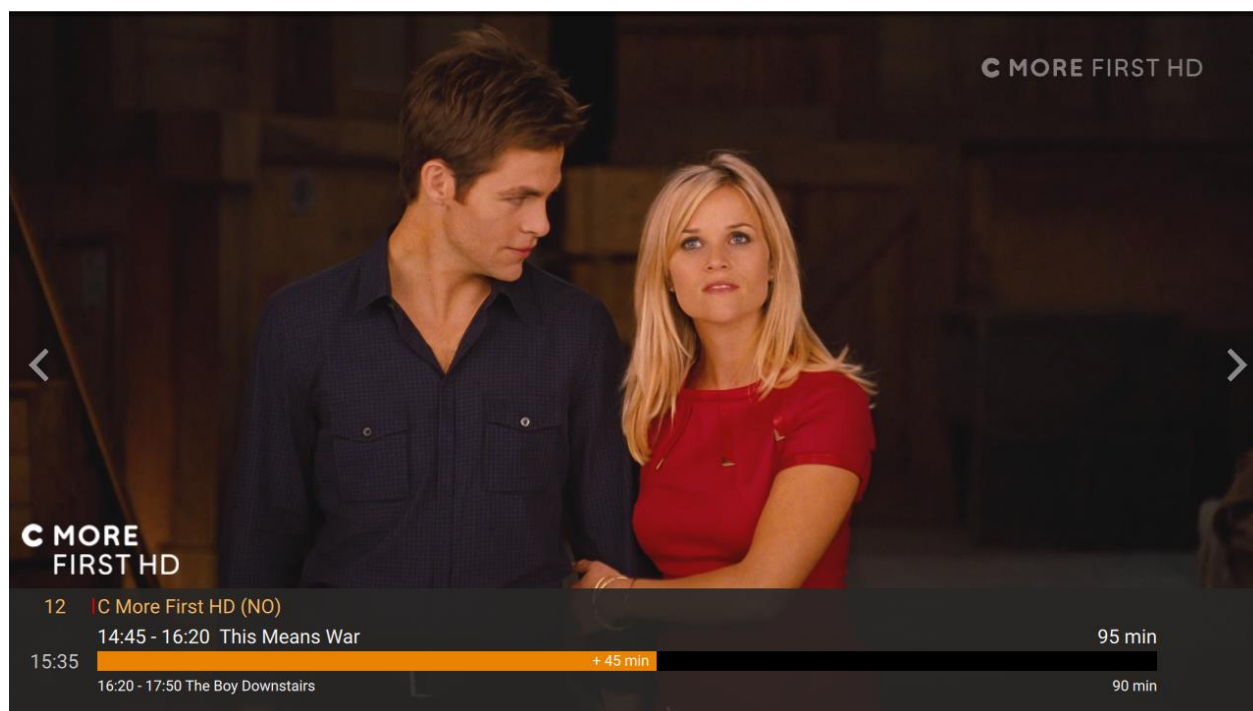 C MORE FIRST HD
C MORE
FIRST HD
12 C More First HD (NO)
14:45 - 16:20 This Means War 95 min
15:35 + 45 min
16:20 - 17:50 The Boy Downstairs 90 min